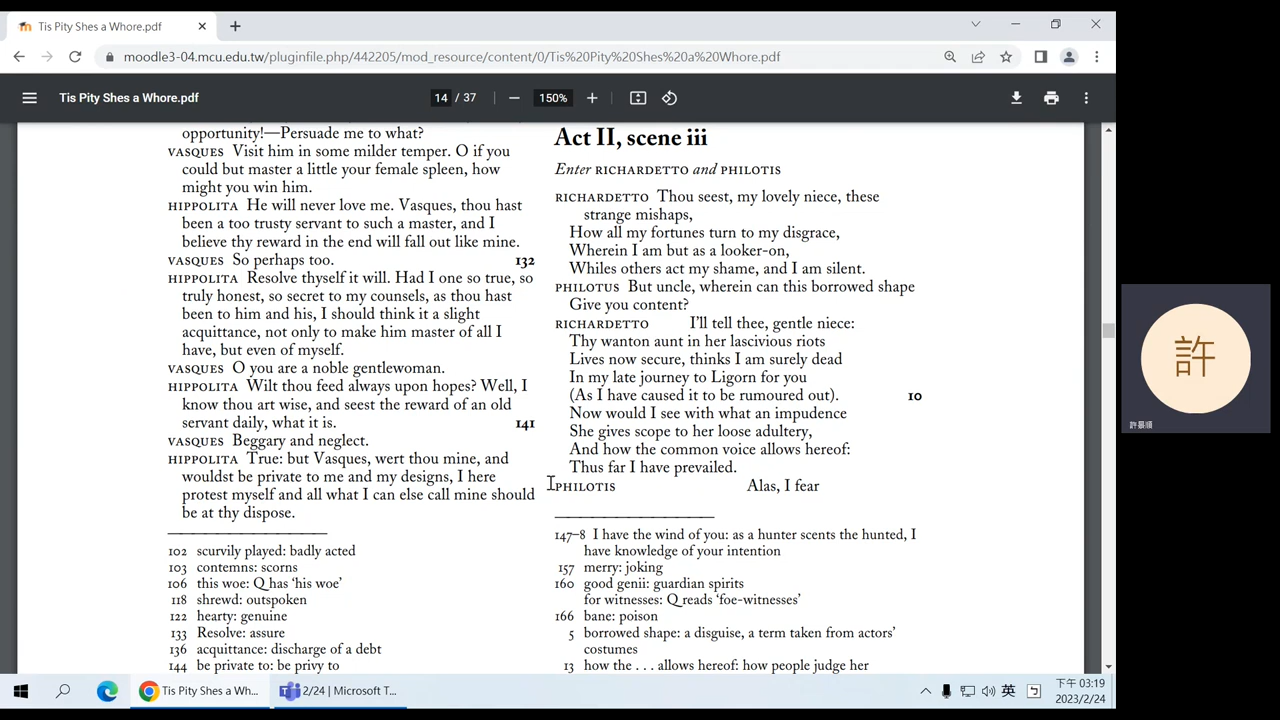 Tis Pity Shes a Whore.pdf
moodle3-04.mcu.edu.tw/pluginfile.php/442205/mod_resource/content/0/Tis%20Pity%20Shes%20a%20Whore.pdf
Tis Pity Shes a Whore.pdf
14 / 37
150%
opportunity!—Persuade me to what?
VASQUES Visit him in some milder temper. O if you
could but master a little your female spleen, how
might you win him.
HIPPOLITA He will never love me. Vasques, thou hast
been a too trusty servant to such a master, and I
believe thy reward in the end will fall out like mine.
VASQUES So perhaps too. 132
HIPPOLITA Resolve thyself it will. Had I one so true, so
truly honest, so secret to my counsels, as thou hast
been to him and his, I should think it a slight
acquittance, not only to make him master of all I
have, but even of myself.
VASQUES O you are a noble gentlewoman.
HIPPOLITA Wilt thou feed always upon hopes? Well, I
know thou art wise, and seest the reward of an old
servant daily, what it is. 141
VASQUES Beggary and neglect.
HIPPOLITA True: but Vasques, wert thou mine, and
wouldst be private to me and my designs, I here
protest myself and all what I can else call mine should
be at thy dispose.
102 scurvily played: badly acted
103 contemns: scorns
106 this woe: Q has ‘his woe’
118 shrewd: outspoken
122 hearty: genuine
133 Resolve: assure
136 acquittance: discharge of a debt
144 be private to: be privy to
Act II, scene iii
Enter RICHARDETTO and PHILOTIS
RICHARDETTO Thou seest, my lovely niece, these
strange mishaps,
How all my fortunes turn to my disgrace,
Wherein I am but as a looker-on,
Whiles others act my shame, and I am silent.
PHILOTUS But uncle, wherein can this borrowed shape
Give you content?
RICHARDETTO I’ll tell thee, gentle niece:
Thy wanton aunt in her lascivious riots
Lives now secure, thinks I am surely dead
In my late journey to Ligorn for you
(As I have caused it to be rumoured out). 10
Now would I see with what an impudence
She gives scope to her loose adultery,
And how the common voice allows hereof:
Thus far I have prevailed.
PHILOTIS Alas, I fear
147–8 I have the wind of you: as a hunter scents the hunted, I
have knowledge of your intention
157 merry: joking
160 good genii: guardian spirits
for witnesses: Q reads ‘foe-witnesses’
166 bane: poison
5 borrowed shape: a disguise, a term taken from actors’
costumes
13 how the . . . allows hereof: how people judge her
許
許景順
Tis Pity Shes a Wh...
2/24 | Microsoft T...
英
下午 03:19
2023/2/24